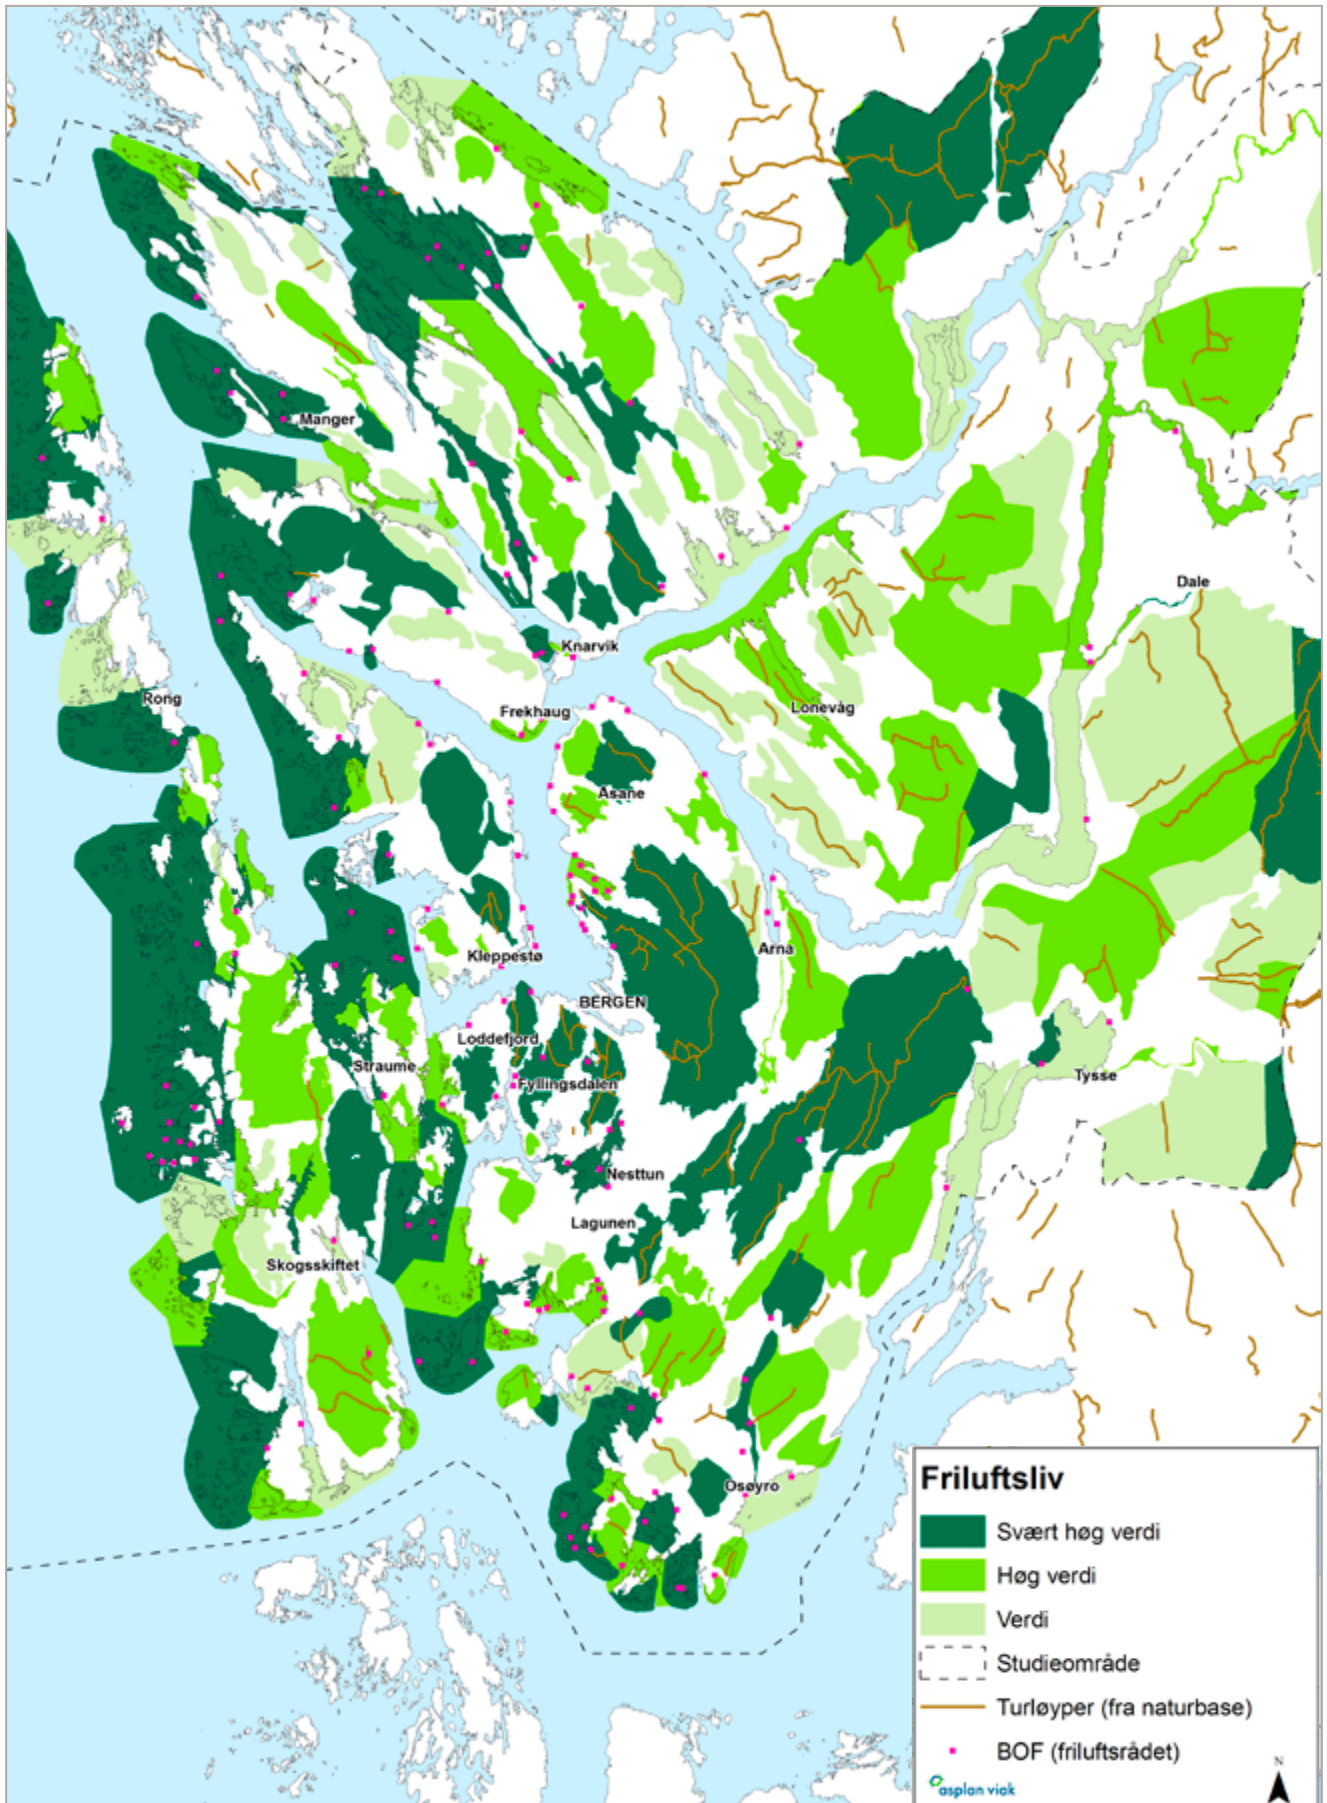 Manger
Dale
Knarvik
Rong
Lonevåg
Frekhaug
Åsane
Arna
Kleppestø
BERGEN
Loddefjord
Straume
Fyllingsdalen
Tysse
Nesttun
Lagunen
Skogsskiftet
Osøyro
Friluftsliv
Svært høg verdi
Høg verdi
Verdi
Studieområde
Turløyper (fra naturbase)
BOF (friluftsrådet)
N
asplan viak